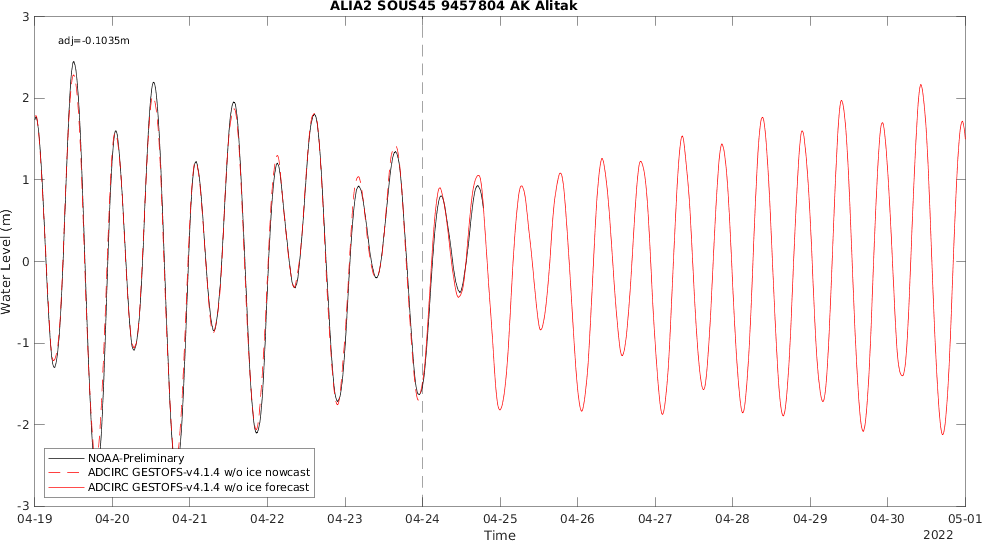 ALIA2 SOUS45 9457804 AK Alitak
adj=-0.1035m
3
2
1
0
-1
-2
-3
Water Level (m)
NOAA-Preliminary
ADCIRC GESTOFS-v4.1.4 w/o ice nowcast
ADCIRC GESTOFS-v4.1.4 w/o ice forecast
04-19 04-20 04-21 04-22 04-23 04-24 04-25 04-26 04-27 04-28 04-29 04-30 05-01
Time
2022